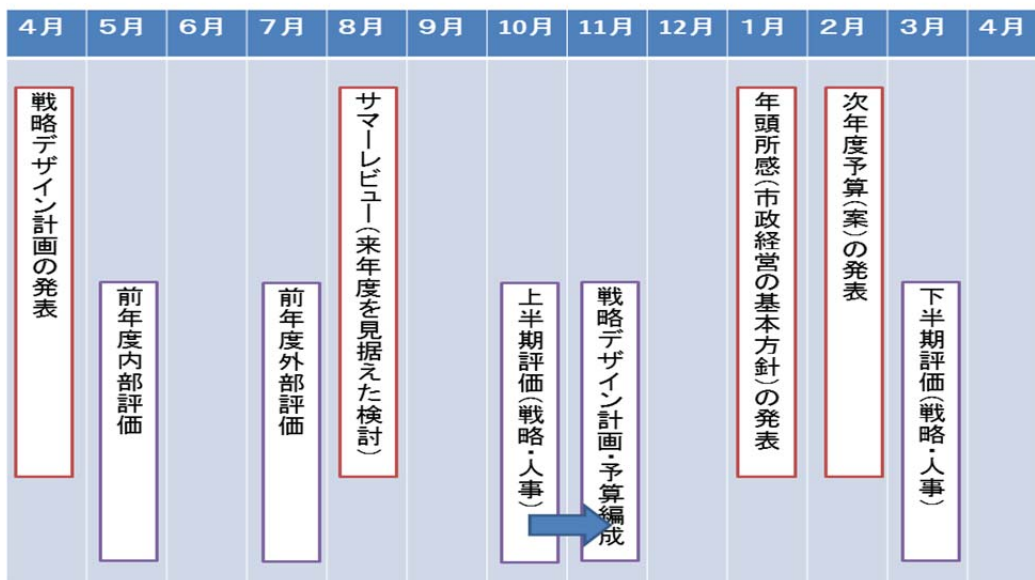 4月
5月
6月
7月
8月
9月
10月
11月
12月
1月
2月
3月
4月
戦略デザイン計画の発表
前年度内部評価
前年度外部評価
サマーレビュー(来年度を見据えた検討)
上半期評価(戦略・人事)
戦略デザイン計画・予算編成
年頭所感(市政経営の基本方針)の発表
次年度予算(案)の発表
下半期評価(戦略・人事)